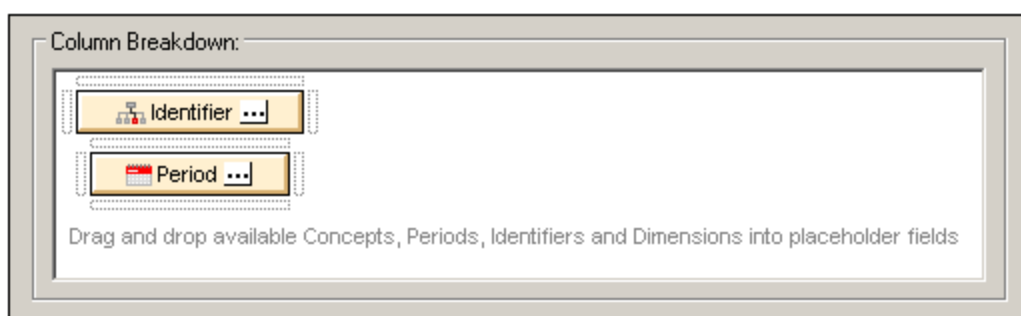 Column Breakdown:
Identifier ...
Period ...
Drag and drop available Concepts, Periods, Identifiers and Dimensions into placeholder fields